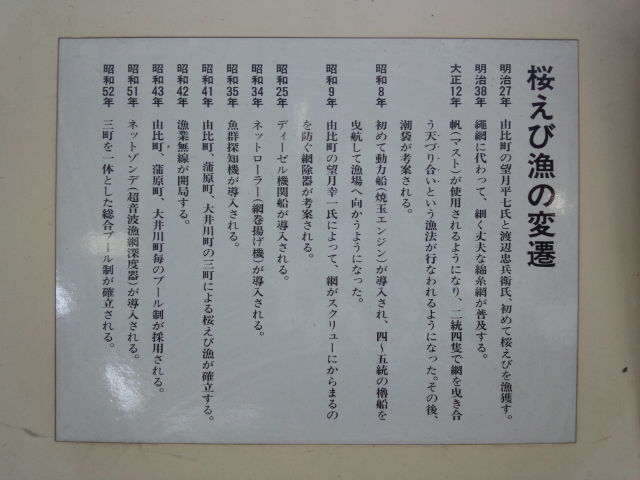 桜えび漁の変遷
明治27年 由比町の望月平七氏と渡辺忠兵衛氏、初めて桜えびを漁獲す。
明治38年 縄網に代わって、細く丈夫な綿糸網が普及する。
大正12年 帆(マスト)が使用されるようになり、二統四隻で網を曳き合
う天づり合いという漁法が行なわれるようになった。その後、
潮袋が考案される。
昭和8年 初めて動力船(焼玉エンジン)が導入され、四〜五統の櫓船を
曳航して漁場へ向かうようになった。
昭和9年 由比町の望月幸一氏によって、網がスクリューにからまるの
を防ぐ網除器が考案される。
昭和25年 ディーゼル機関船が導入される。
昭和34年 ネットローラー(網巻揚げ機)が導入される。
昭和35年 魚群探知機が導入される。
昭和41年 由比町、蒲原町、大井川町の三町による桜えび漁が確立する。
昭和42年 漁業無線が開局する。
昭和43年 由比町、蒲原町、大井川町毎のプール制が採用される。
昭和51年 ネットゾンデ(超音波漁網深度器)が導入される。
昭和52年 三町を一体とした総合プール制が確立される。